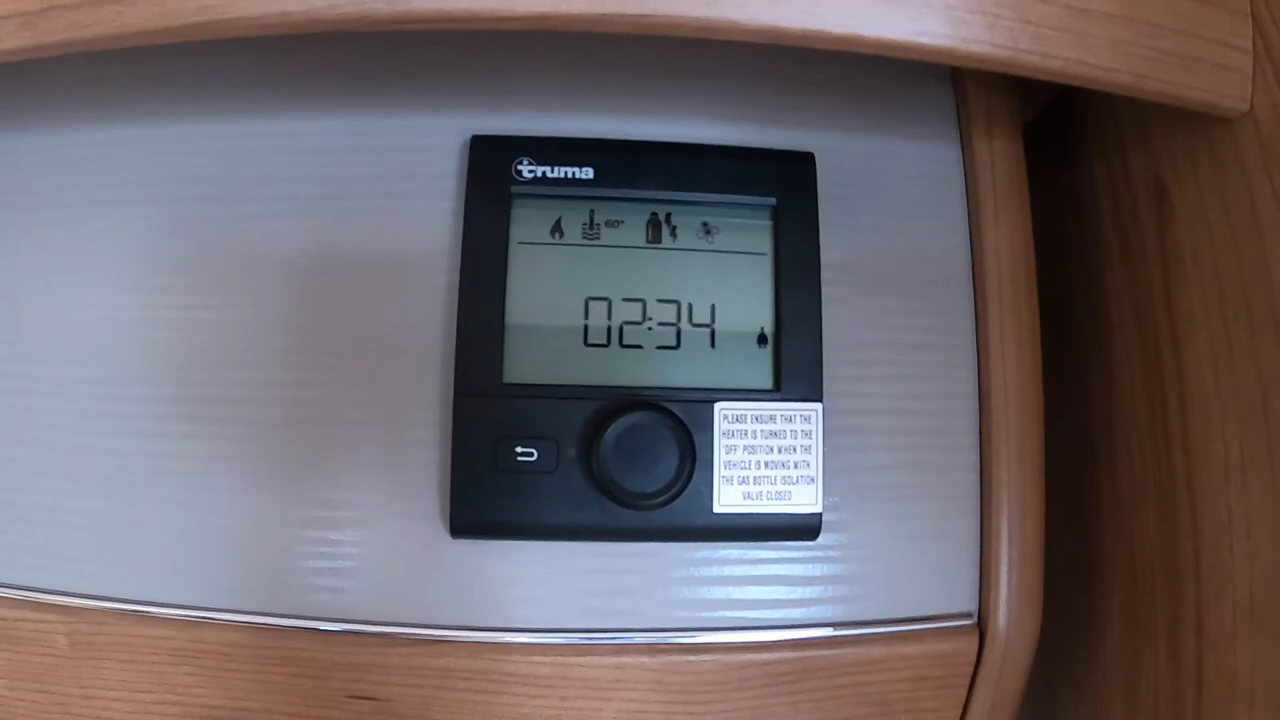 truma
60°
02:34
PLEASE ENSURE THAT THE
HEATER IS TURNED TO THE
'OFF' POSITION WHEN THE
VEHICLE IS MOVING WITH
THE GAS BOTTLE ISOLATION
VALVE CLOSED